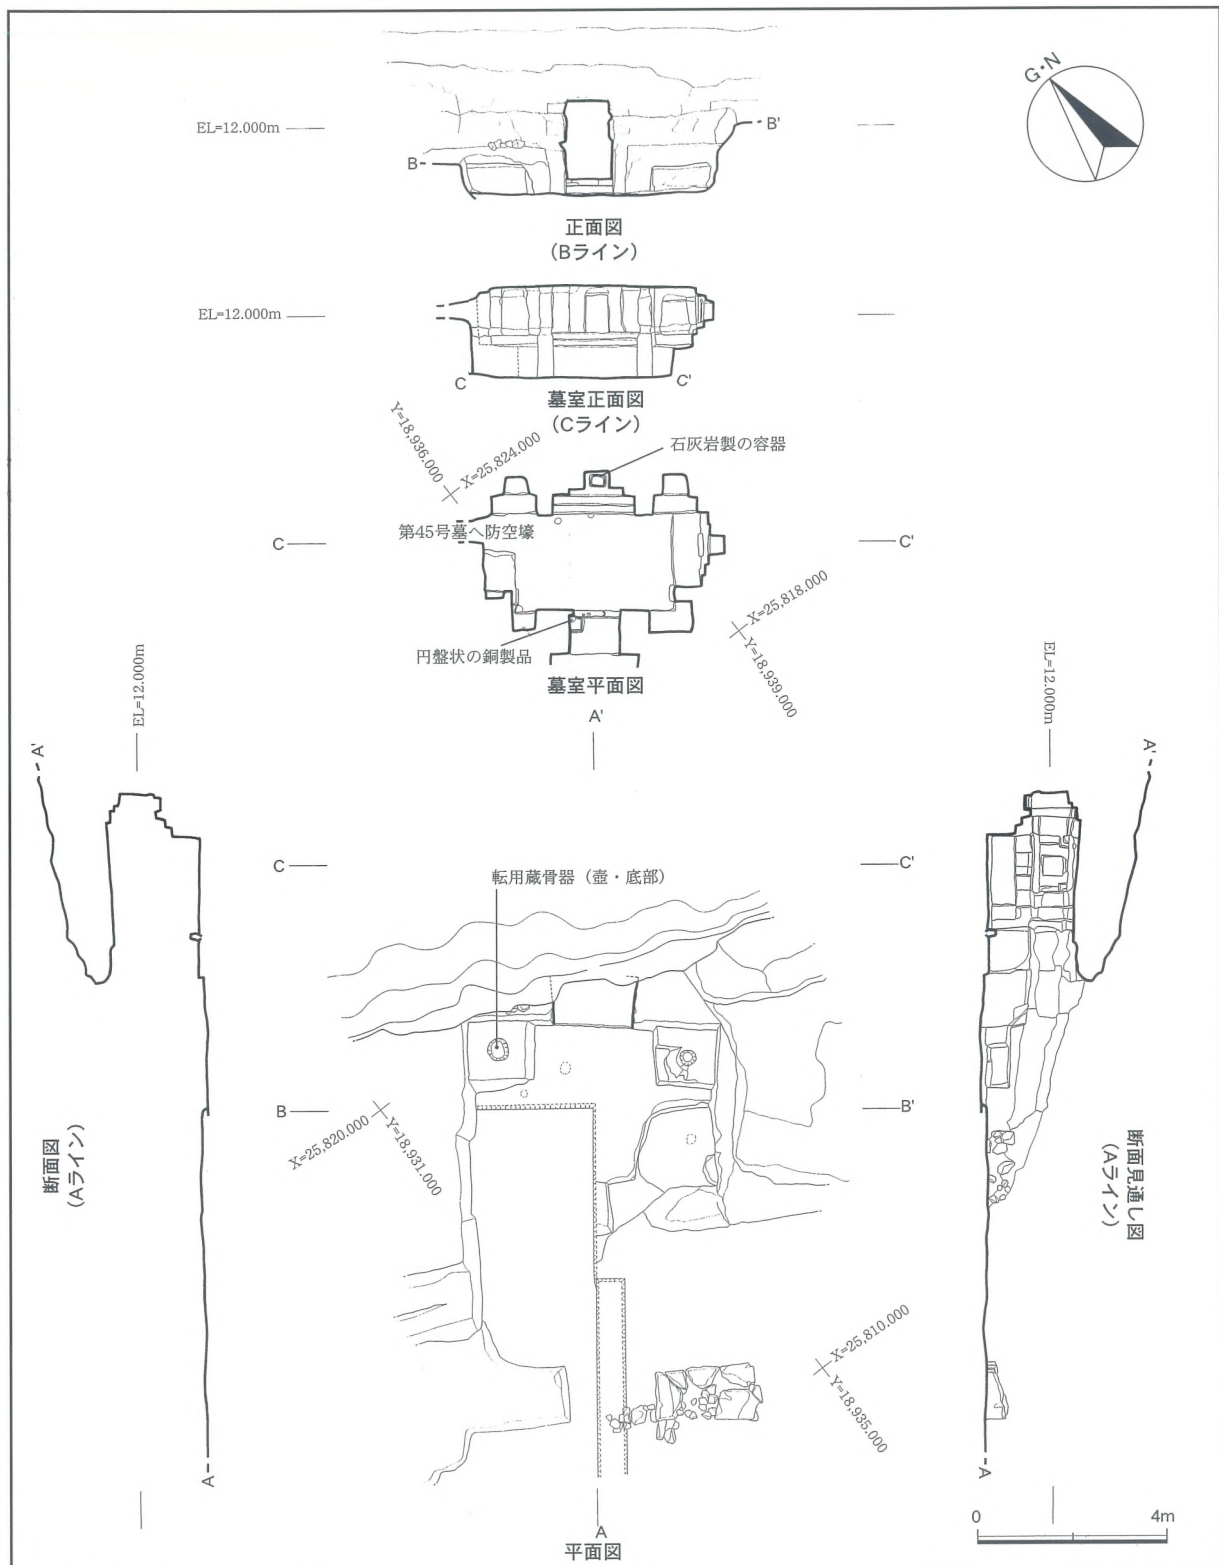 G・N
EL=12.000m
B
B'
正面図
(Bライン)
EL=12.000m
C
C'
墓室正面図
(Cライン)
Y=18,936.000
X=25,824.000
石灰岩製の容器
第45号墓へ防空壕
C
C'
X=25,818.000
Y=18,939.000
円盤状の銅製品
墓室平面図
A'
EL=12.000m
A'
EL=12.000m
A'
C
C'
転用蔵骨器（壺・底部）
B
B'
X=25,820.000
Y=18,931.000
断面図
(Aライン)
断面見通し図
(Aライン)
X=25,810.000
Y=18,935.000
A
A
A
平面図
0
4m